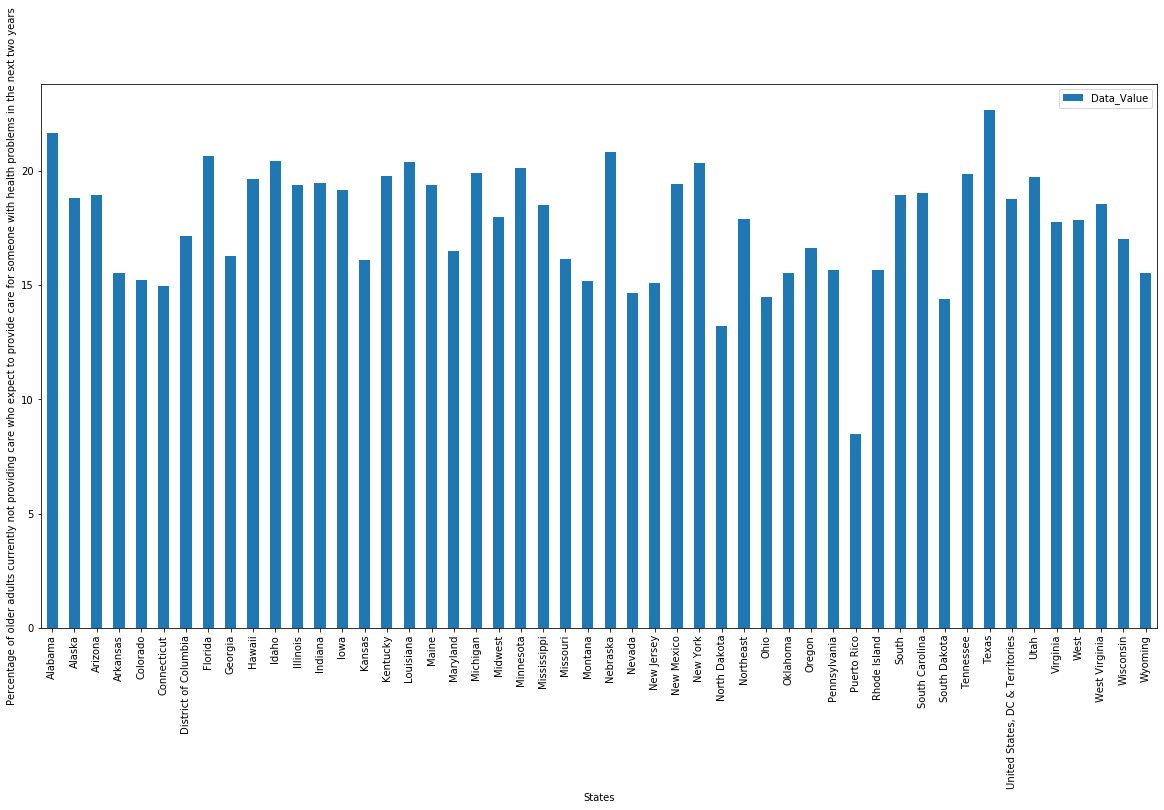 Percentage of older adults currently not providing care who expect to provide care for someone with health problems in the next two years
Data_Value
20
15
10
5
0
Alabama
Alaska
Arizona
Arkansas
Colorado
Connecticut
District of Columbia
Florida
Georgia
Hawaii
Idaho
Illinois
Indiana
Iowa
Kansas
Kentucky
Louisiana
Maine
Maryland
Michigan
Midwest
Minnesota
Mississippi
Missouri
Montana
Nebraska
Nevada
New Jersey
New Mexico
New York
North Dakota
Northeast
Ohio
Oklahoma
Oregon
Pennsylvania
Puerto Rico
Rhode Island
South
South Carolina
South Dakota
Tennessee
Texas
United States, DC & Territories
Utah
Virginia
West
West Virginia
Wisconsin
Wyoming
States